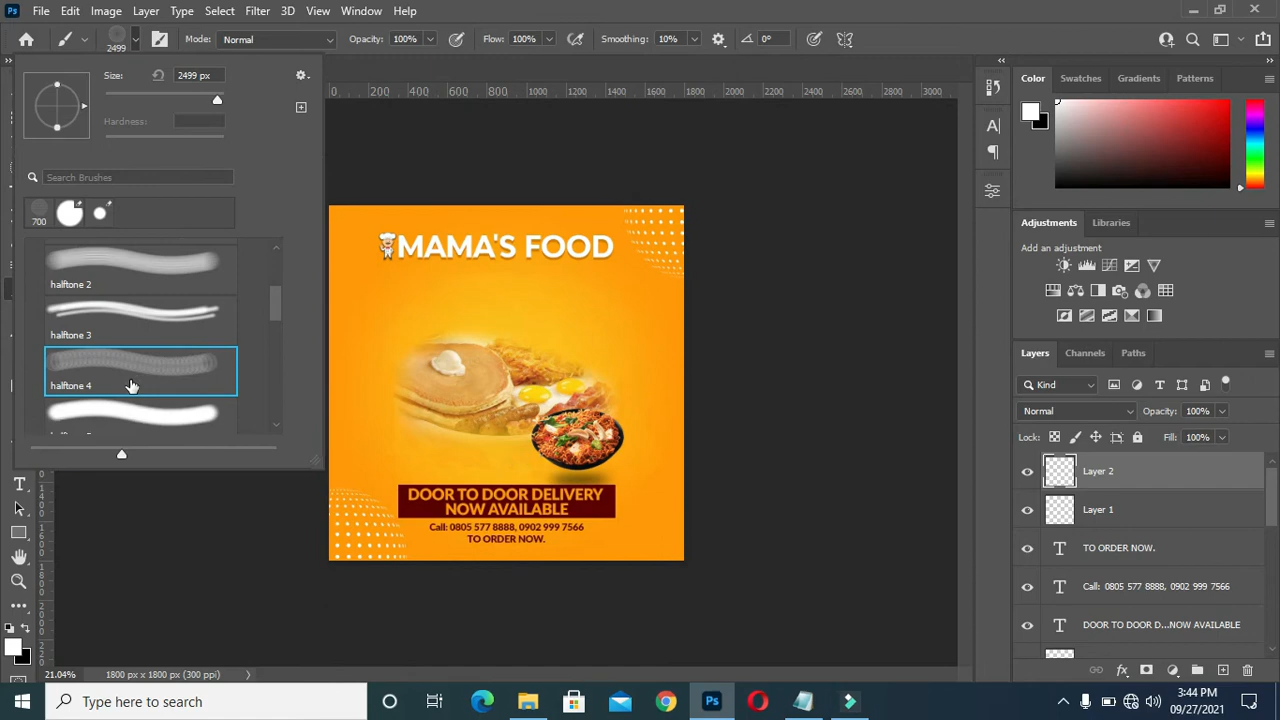 Ps File Edit Image Layer Type Select Filter 3D View Window Help
2499 Mode: Normal Opacity: 100% Flow: 100% Smoothing: 10% 0°
Size: 2499 px
Hardness:
Search Brushes
700
halftone 2
halftone 3
halftone 4
0 200 400 600 800 1000 1200 1400 1600 1800 2000 2200 2400 2600 2800 3000
MAMA'S FOOD
DOOR TO DOOR DELIVERY
NOW AVAILABLE
Call: 0805 577 8888, 0902 999 7566
TO ORDER NOW.
21.04% 1800 px x 1800 px (300 ppi)
Color Swatches Gradients Patterns
Adjustments Libraries
Add an adjustment
Layers Channels Paths
Kind
Normal Opacity: 100%
Lock: Fill: 100%
Layer 2
Layer 1
T TO ORDER NOW.
T Call: 0805 577 8888, 0902 999 7566
T DOOR TO DOOR D...NOW AVAILABLE
fx
Type here to search
Ps
3:44 PM
09/27/2021